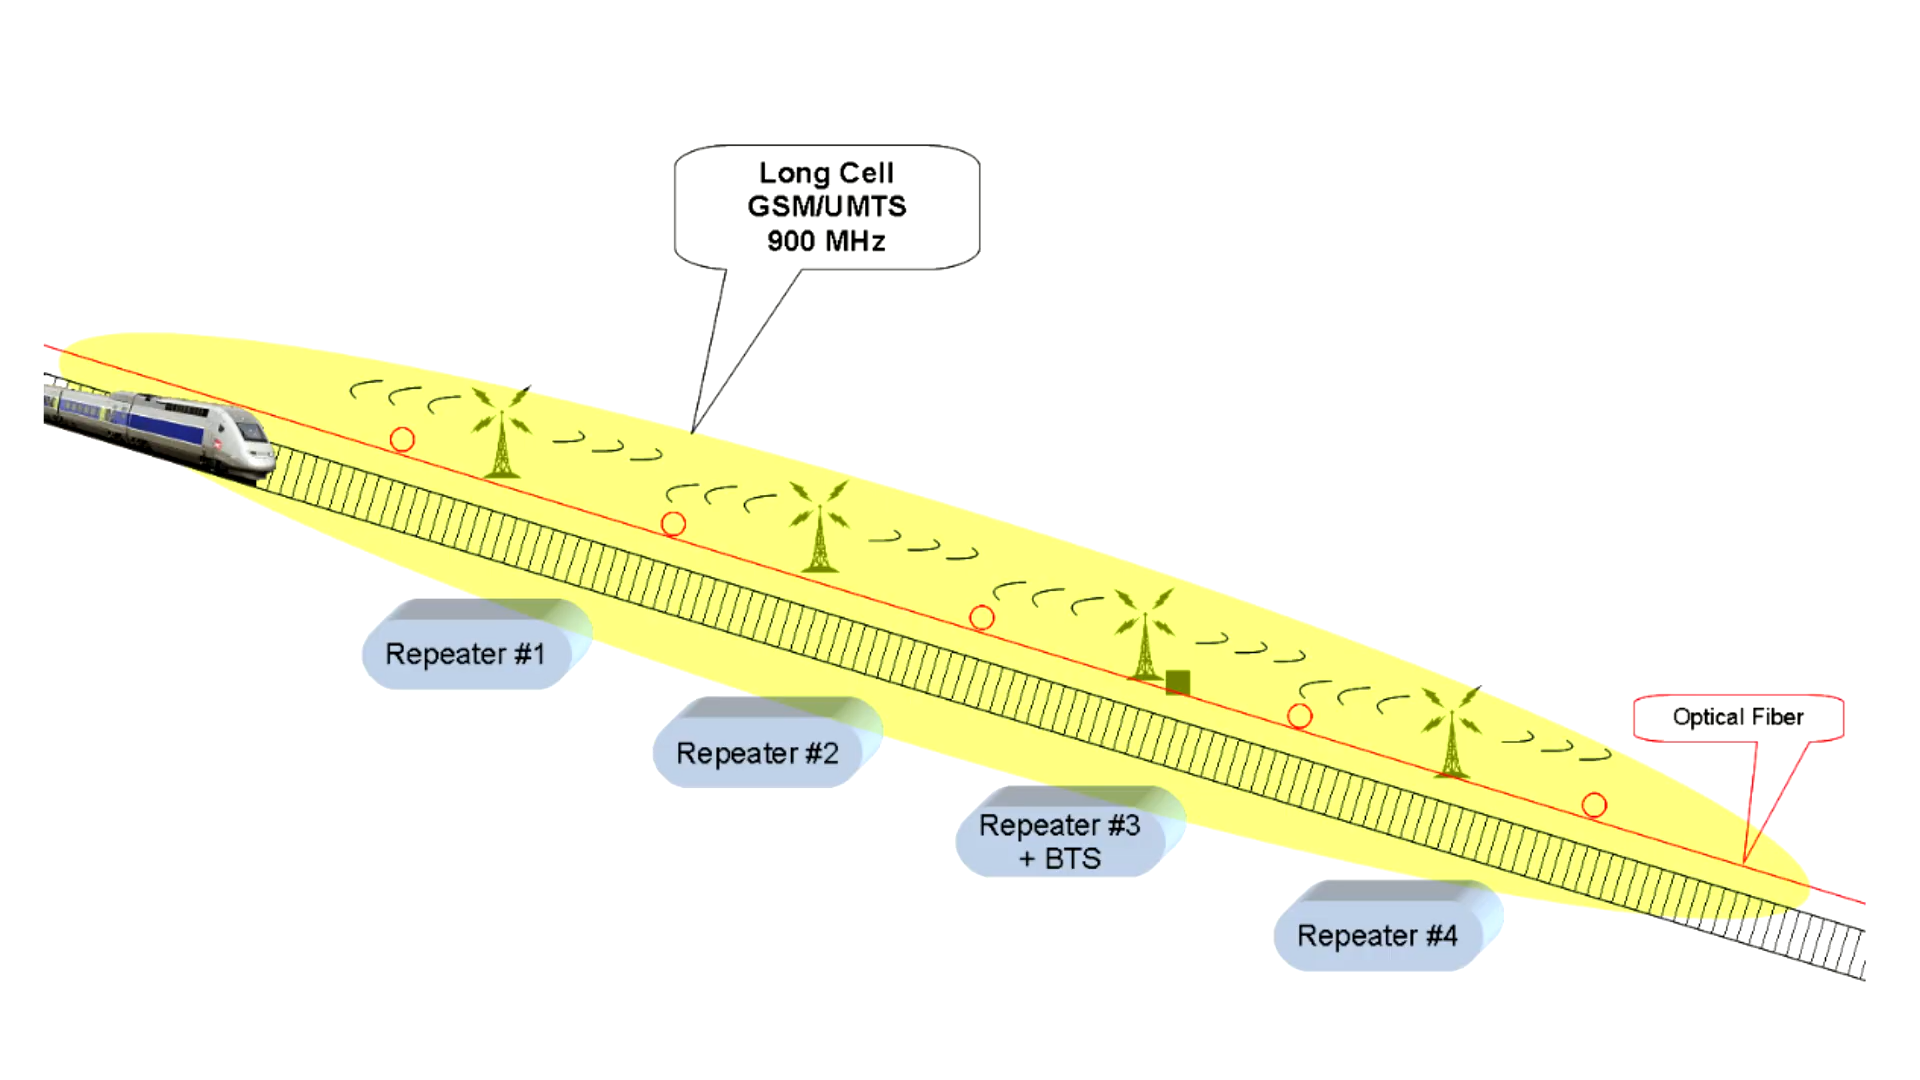 Long Cell
GSM/UMTS
900 MHz
Repeater #1
Optical Fiber
Repeater #2
Repeater #3
+ BTS
Repeater #4